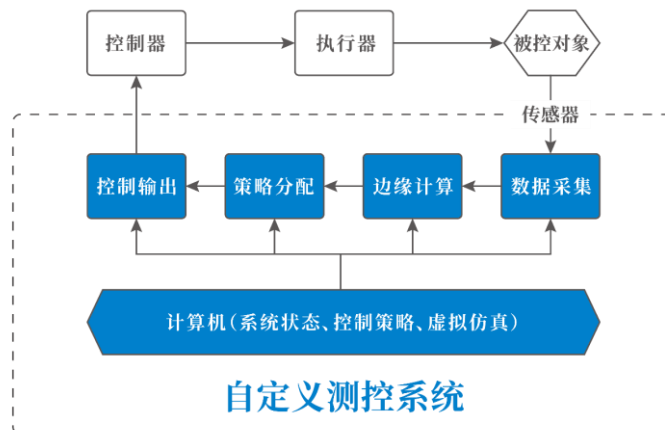 控制器
执行器
被控对象
传感器
控制输出
策略分配
边缘计算
数据采集
计算机(系统状态、控制策略、虚拟仿真)
自定义测控系统